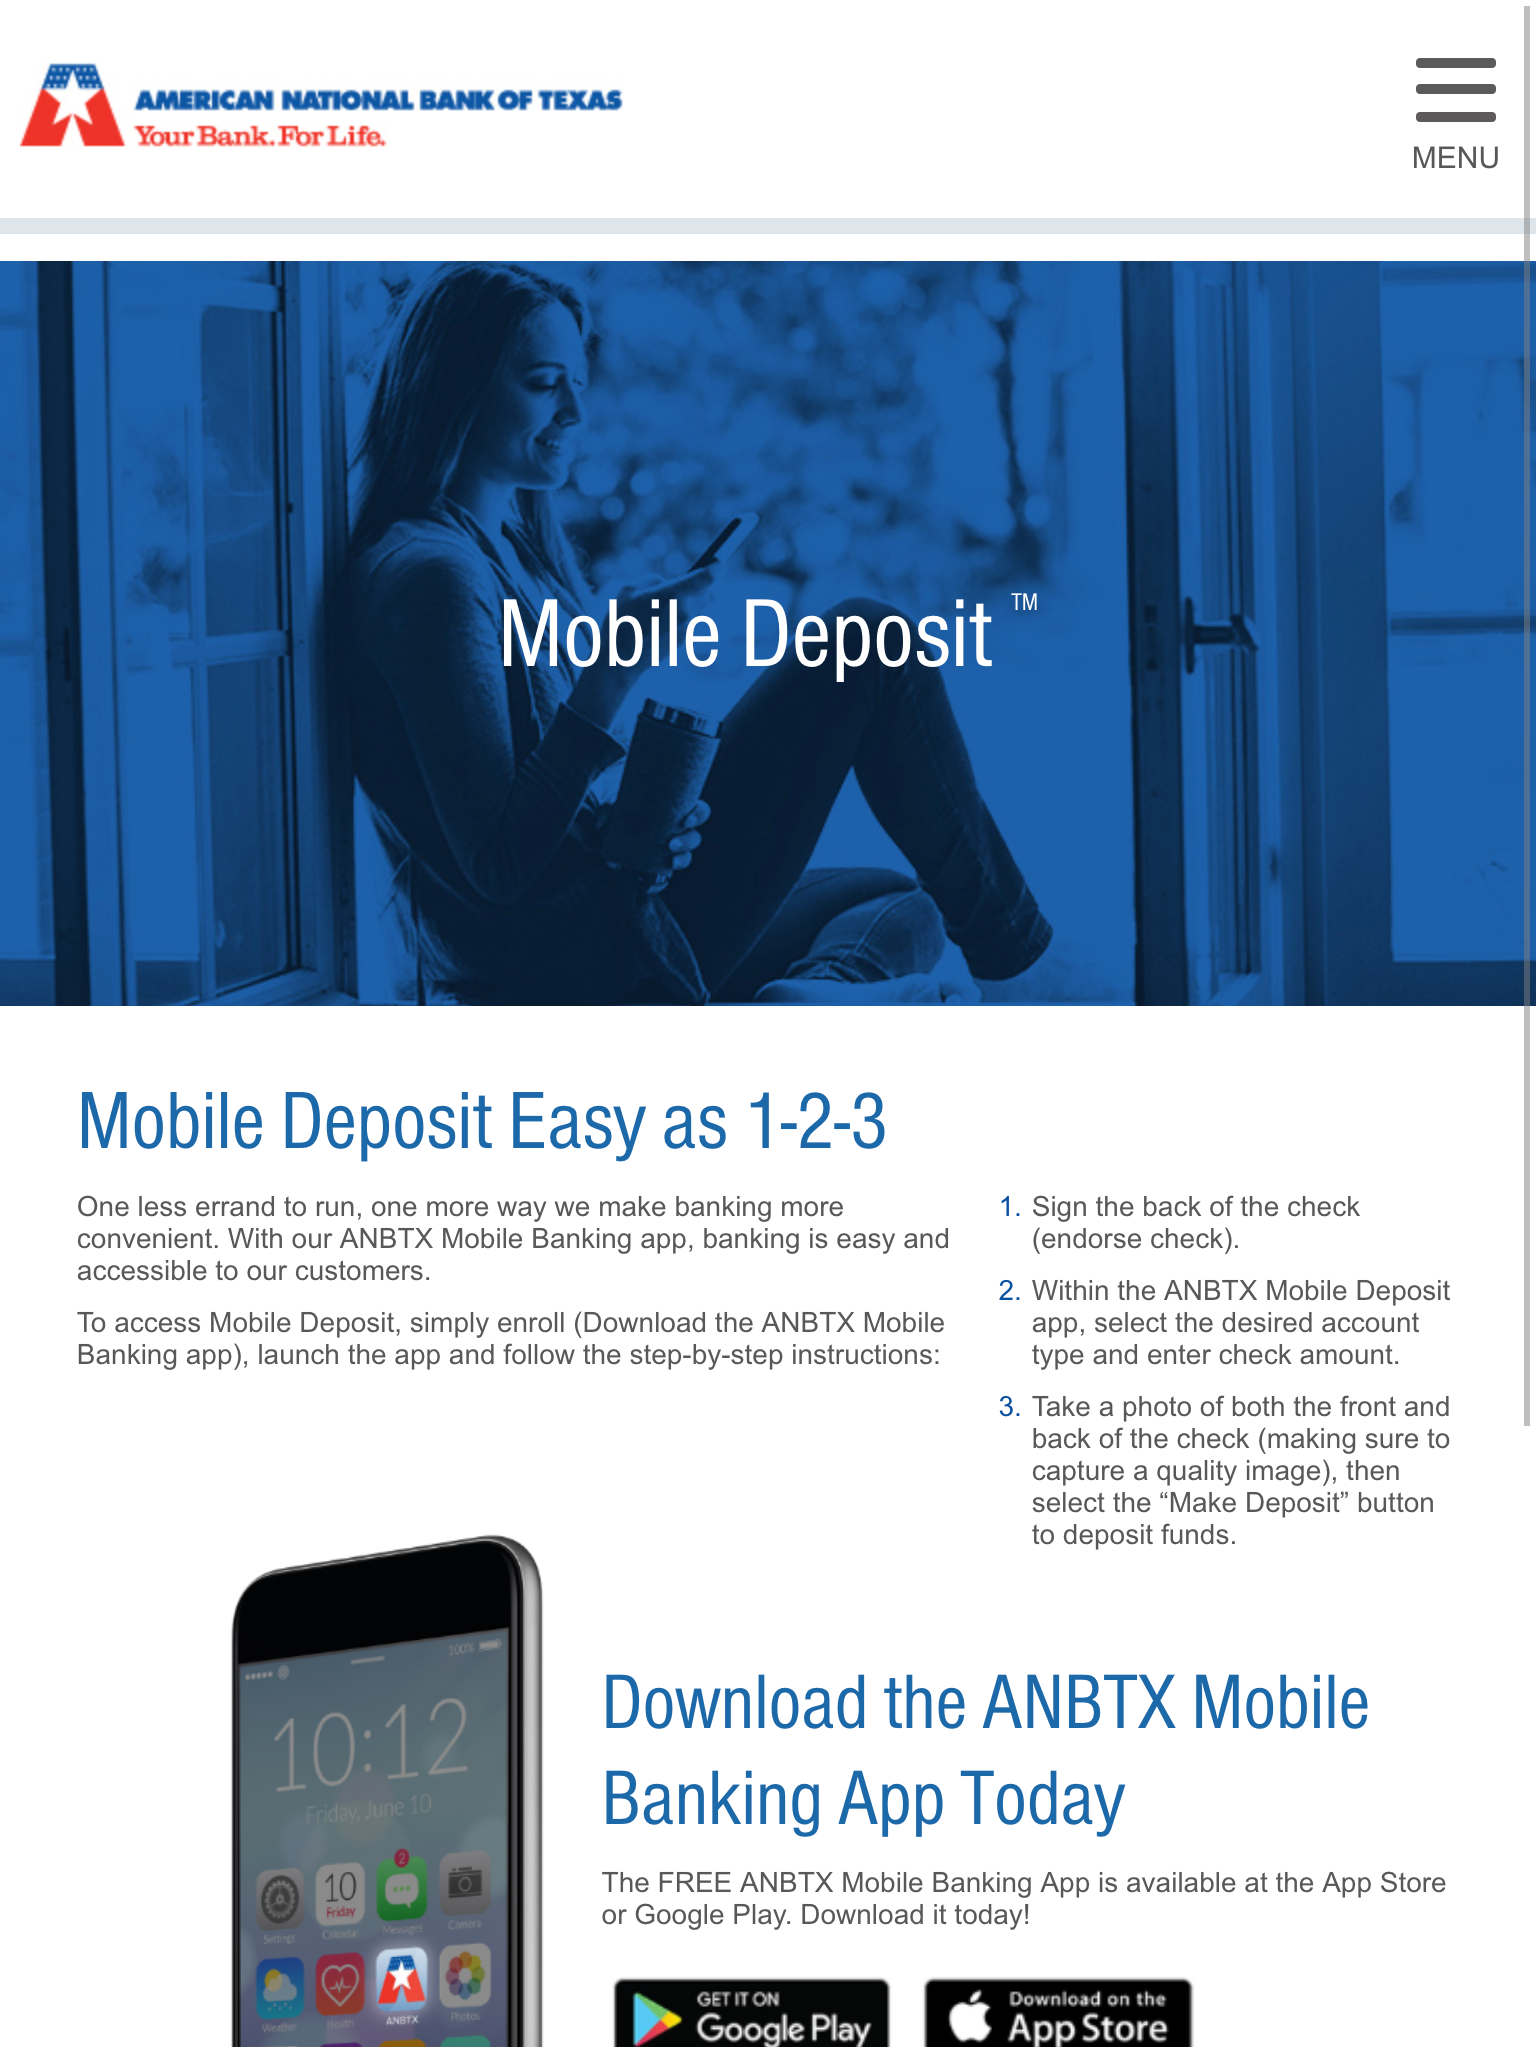 AMERICAN NATIONAL BANK OF TEXAS
Your Bank. For Life.
MENU
Mobile Deposit ™
Mobile Deposit Easy as 1-2-3
One less errand to run, one more way we make banking more
convenient. With our ANBTX Mobile Banking app, banking is easy and
accessible to our customers.
To access Mobile Deposit, simply enroll (Download the ANBTX Mobile
Banking app), launch the app and follow the step-by-step instructions:
1. Sign the back of the check
(endorse check).
2. Within the ANBTX Mobile Deposit
app, select the desired account
type and enter check amount.
3. Take a photo of both the front and
back of the check (making sure to
capture a quality image), then
select the “Make Deposit” button
to deposit funds.
100%
10:12
Friday, June 10
2
10
Friday
Settings
Calendar
Messages
Camera
Weather
Health
ANBTX
Photos
Download the ANBTX Mobile
Banking App Today
The FREE ANBTX Mobile Banking App is available at the App Store
or Google Play. Download it today!
GET IT ON
Google Play
Download on the
App Store